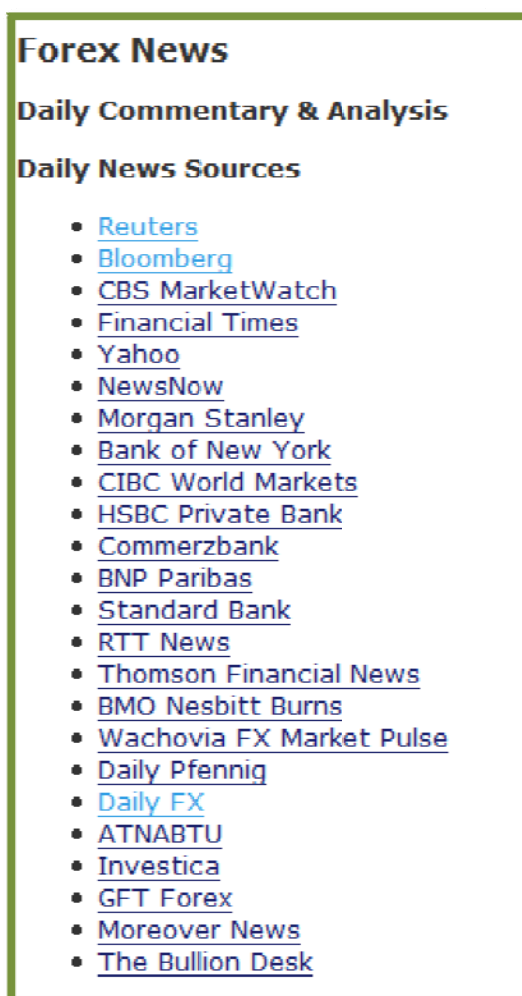 Forex News
Daily Commentary & Analysis
Daily News Sources
Reuters
Bloomberg
CBS MarketWatch
Financial Times
Yahoo
NewsNow
Morgan Stanley
Bank of New York
CIBC World Markets
HSBC Private Bank
Commerzbank
BNP Paribas
Standard Bank
RTT News
Thomson Financial News
BMO Nesbitt Burns
Wachovia FX Market Pulse
Daily Pfennig
Daily FX
ATNABTU
Investica
GFT Forex
Moreover News
The Bullion Desk